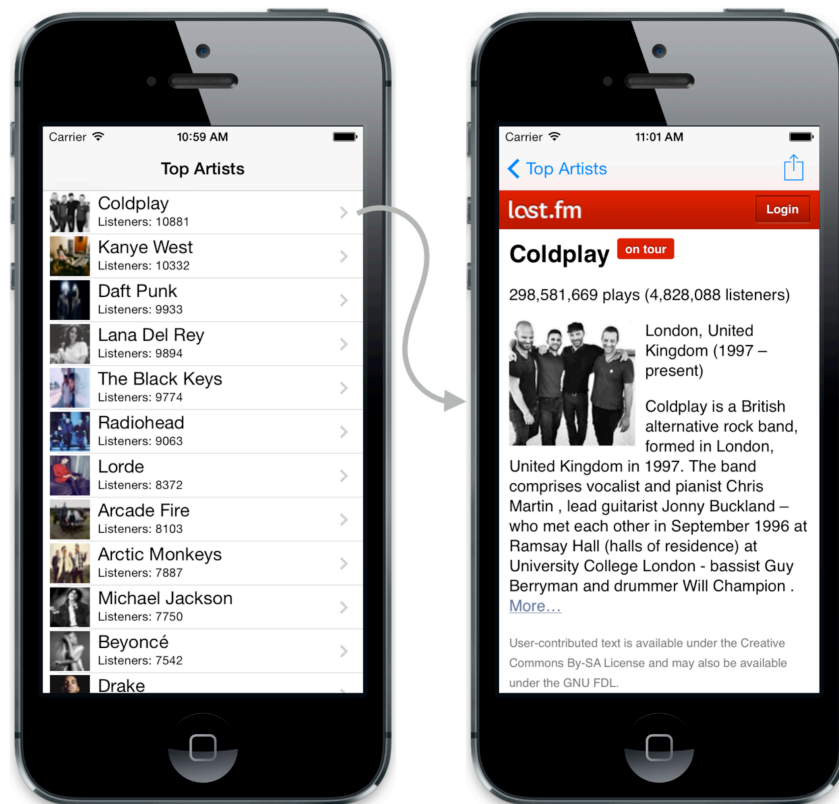 Carrier
10:59 AM
Top Artists
Coldplay
Listeners: 10881
Kanye West
Listeners: 10332
Daft Punk
Listeners: 9933
Lana Del Rey
Listeners: 9894
The Black Keys
Listeners: 9774
Radiohead
Listeners: 9063
Lorde
Listeners: 8372
Arcade Fire
Listeners: 8103
Arctic Monkeys
Listeners: 7887
Michael Jackson
Listeners: 7750
Beyoncé
Listeners: 7542
Drake
Carrier
11:01 AM
Top Artists
last.fm
Login
Coldplay on tour
298,581,669 plays (4,828,088 listeners)
London, United
Kingdom (1997 –
present)
Coldplay is a British
alternative rock band,
formed in London,
United Kingdom in 1997. The band
comprises vocalist and pianist Chris
Martin , lead guitarist Jonny Buckland –
who met each other in September 1996 at
Ramsay Hall (halls of residence) at
University College London - bassist Guy
Berryman and drummer Will Champion .
More…
User-contributed text is available under the Creative
Commons By-SA License and may also be available
under the GNU FDL.